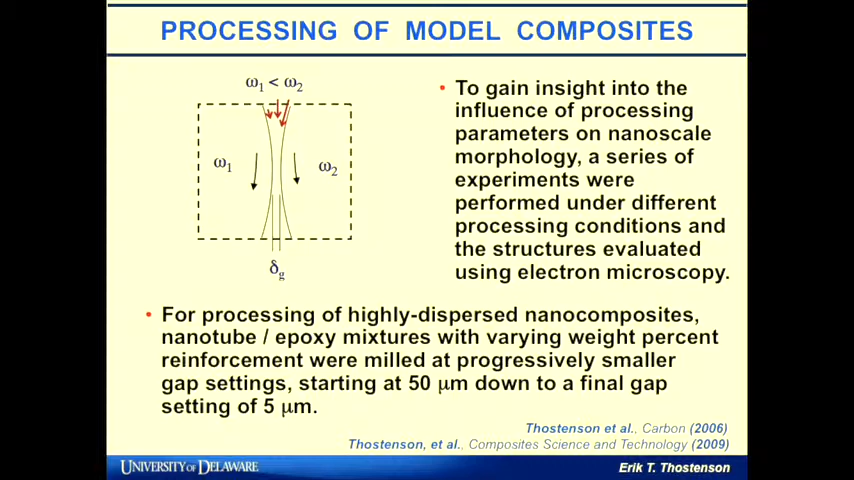 PROCESSING OF MODEL COMPOSITES
ω1 < ω2
ω1
ω2
δg
• To gain insight into the
influence of processing
parameters on nanoscale
morphology, a series of
experiments were
performed under different
processing conditions and
the structures evaluated
using electron microscopy.
• For processing of highly-dispersed nanocomposites,
nanotube / epoxy mixtures with varying weight percent
reinforcement were milled at progressively smaller
gap settings, starting at 50 μm down to a final gap
setting of 5 μm.
Thostenson et al., Carbon (2006)
Thostenson, et al., Composites Science and Technology (2009)
UNIVERSITY OF DELAWARE
Erik T. Thostenson